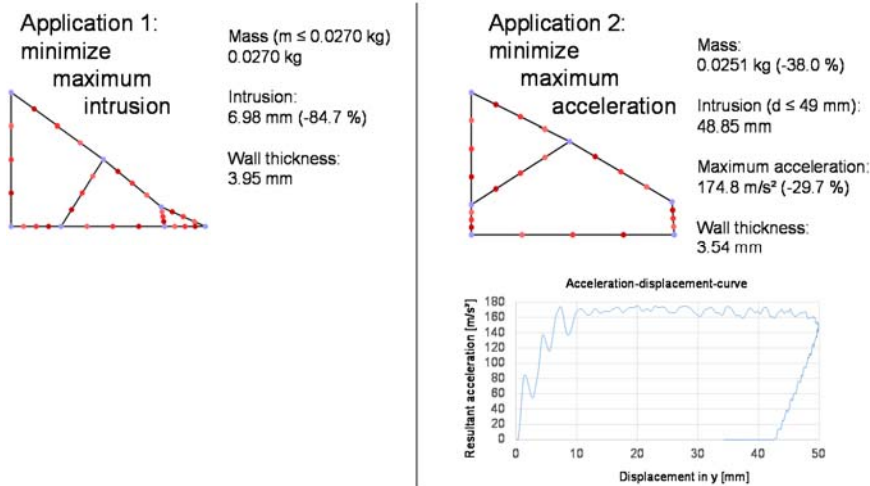 Application 1:
minimize
maximum
intrusion
Mass (m ≤ 0.0270 kg)
0.0270 kg
Intrusion:
6.98 mm (-84.7 %)
Wall thickness:
3.95 mm
Application 2:
minimize
maximum
acceleration
Mass:
0.0251 kg (-38.0 %)
Intrusion (d ≤ 49 mm):
48.85 mm
Maximum acceleration:
174.8 m/s² (-29.7 %)
Wall thickness:
3.54 mm
Acceleration-displacement-curve
Resultant acceleration [m/s²]
180
160
140
120
100
80
60
40
20
0
0 10 20 30 40 50
Displacement in y [mm]